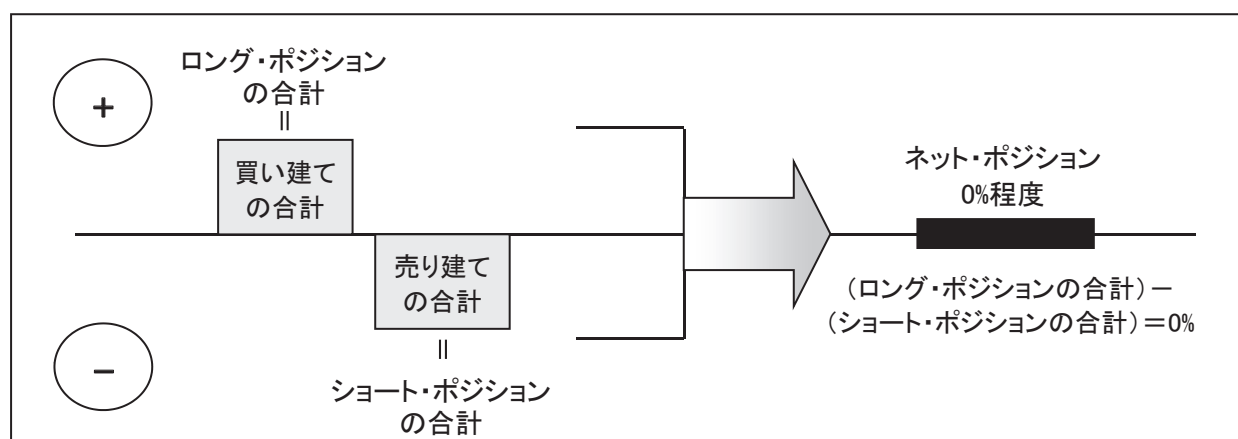 +
ロング・ポジション
の合計
=
買い建て
の合計
売り建て
の合計
=
ショート・ポジション
の合計
−
ネット・ポジション
0%程度
(ロング・ポジションの合計)−
(ショート・ポジションの合計)=0%